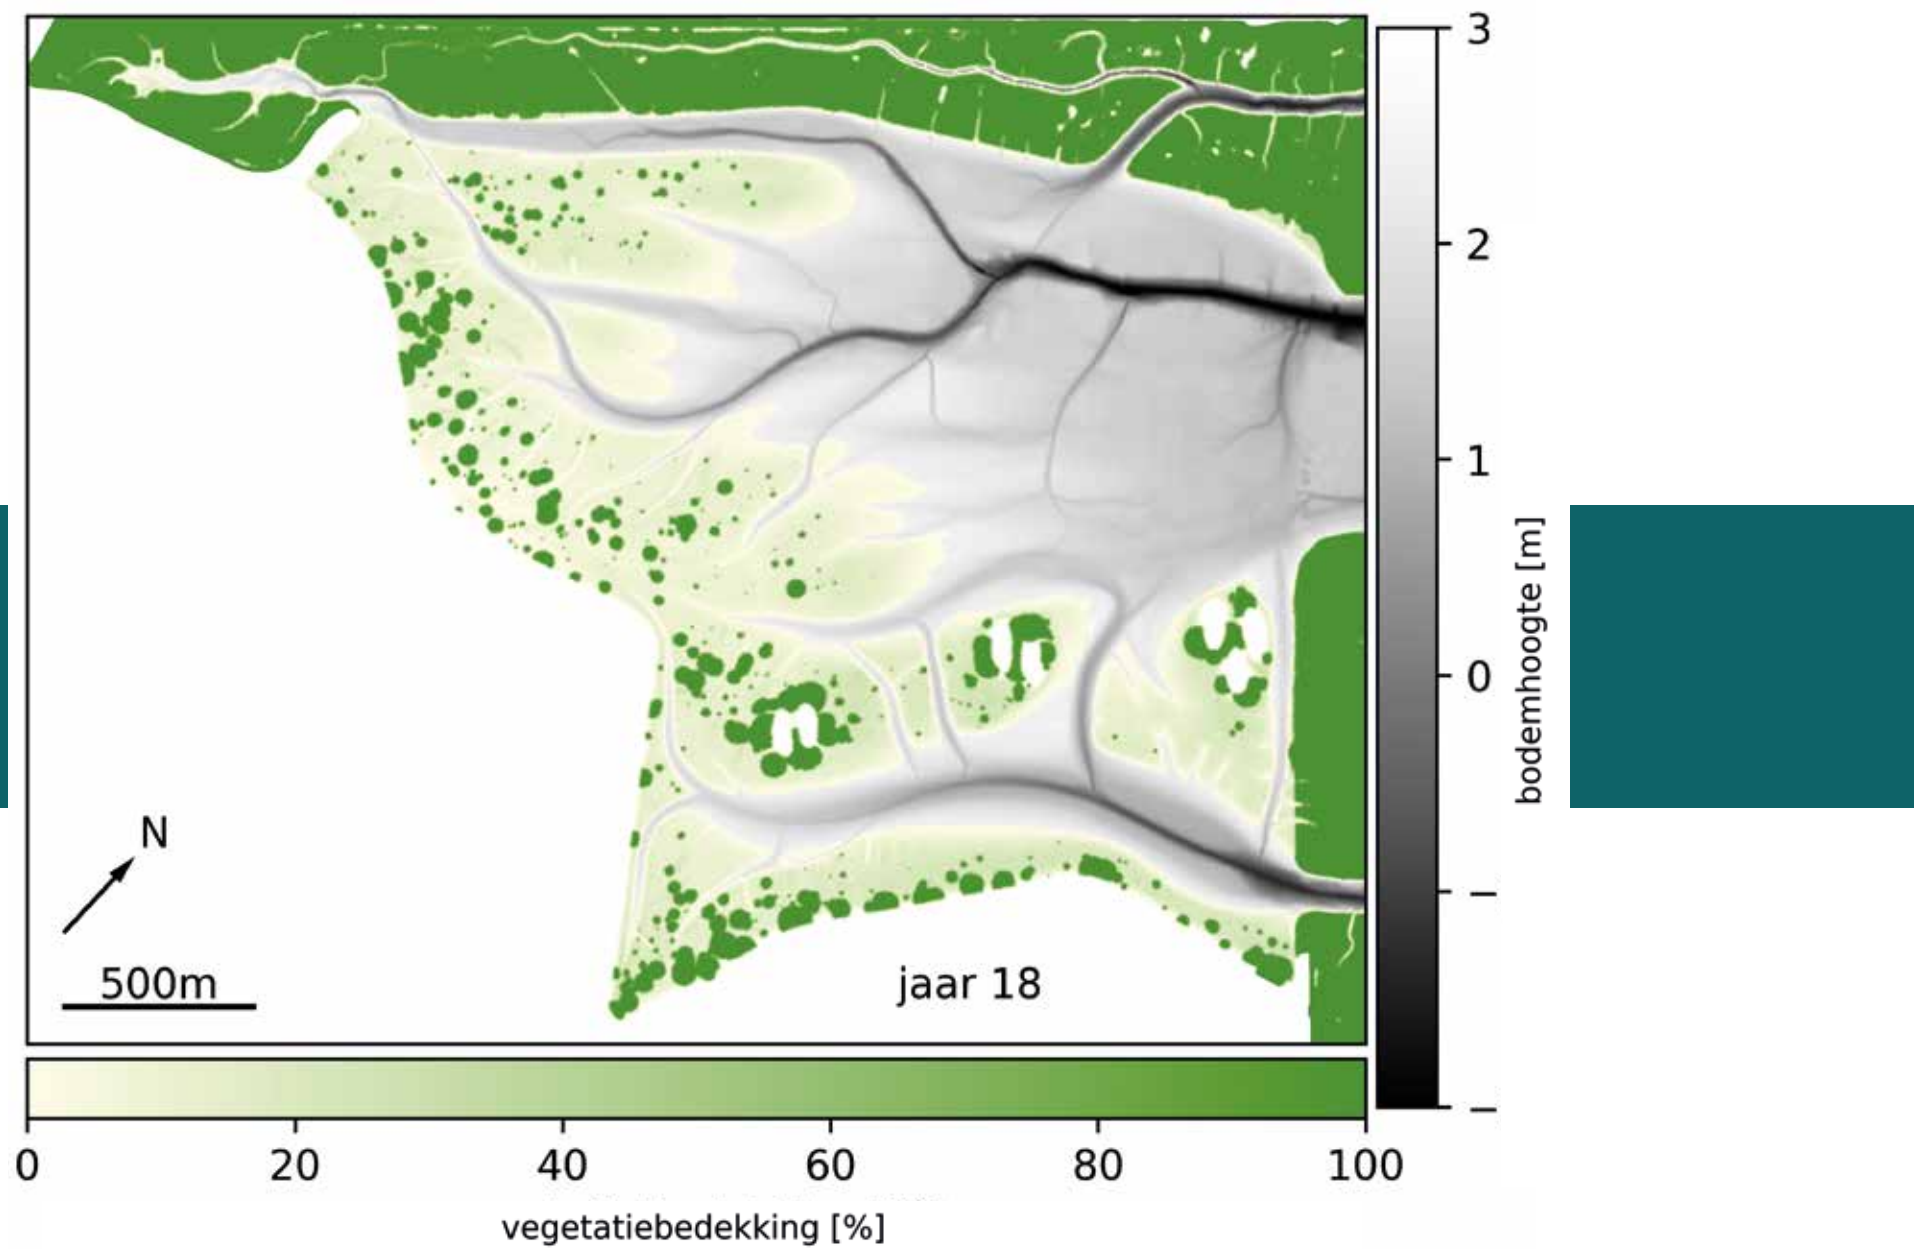 3
2
1
0
—
—
bodemhoogte [m]
N
500m
jaar 18
0 20 40 60 80 100
vegetatiebedekking [%]